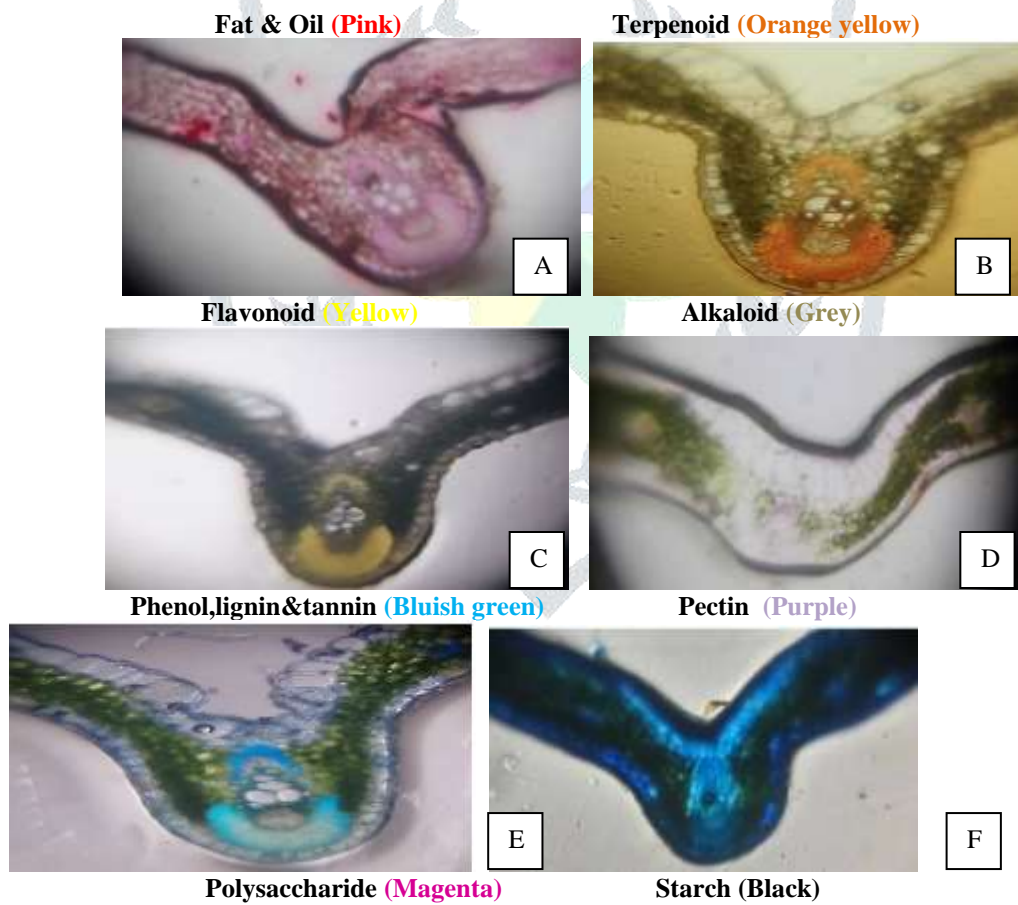 Fat & Oil (Pink)
Terpenoid (Orange yellow)
A
B
Flavonoid (Yellow)
Alkaloid (Grey)
C
D
Phenol,lignin&tannin (Bluish green)
Pectin (Purple)
E
F
Polysaccharide (Magenta)
Starch (Black)